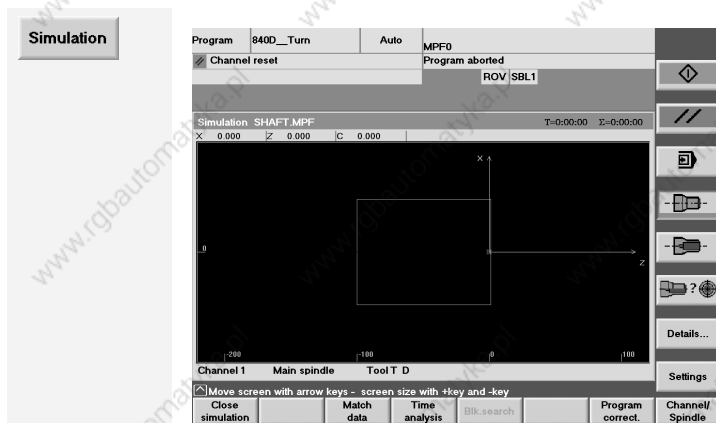 Simulation
Program 840D__Turn Auto MPF0
Channel reset Program aborted
ROV SBL1
Simulation SHAFT.MPF T=0:00:00 Σ=0:00:00
X 0.000 Z 0.000 C 0.000
X
0
Z
-200 -100 0 100
?
Details...
Channel 1 Main spindle Tool T D
Settings
Move screen with arrow keys - screen size with +key and -key
Close simulation
Match data
Time analysis
Blk.search
Program correct.
Channel/ Spindle
www.rgbautomatyka.pl